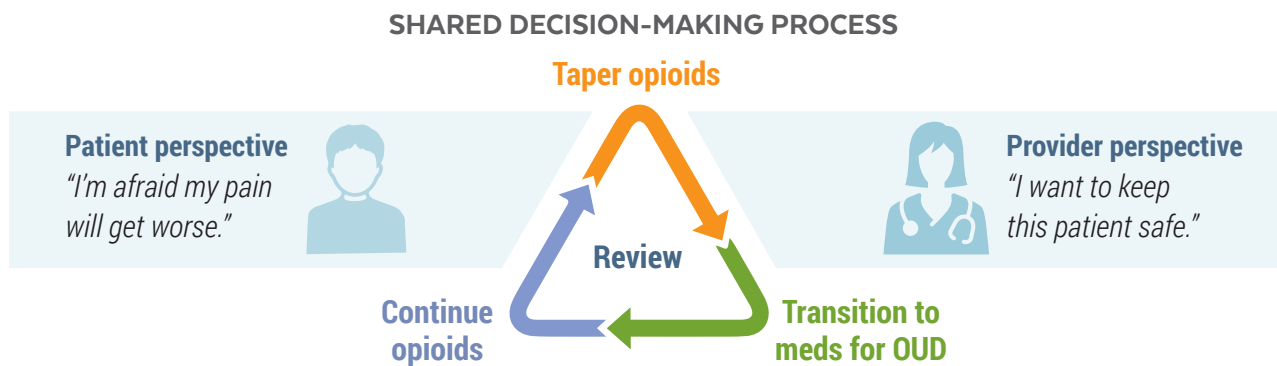 SHARED DECISION-MAKING PROCESS
Taper opioids
Patient perspective
“I’m afraid my pain
will get worse.”
Provider perspective
“I want to keep
this patient safe.”
Review
Continue
opioids
Transition to
meds for OUD